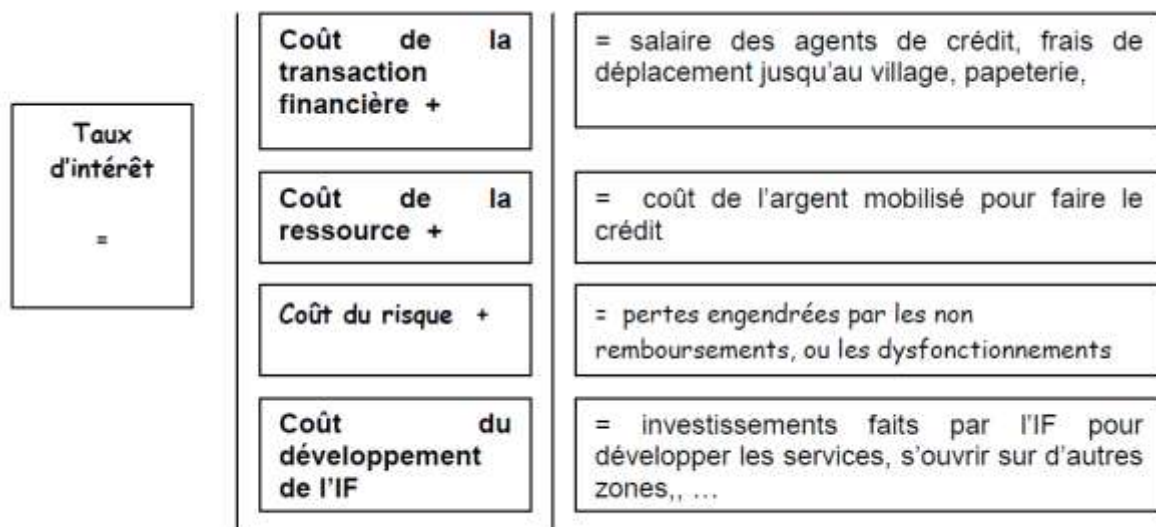 Taux
d'intérêt
=
Coût de la
transaction
financière +
= salaire des agents de crédit, frais de
déplacement jusqu'au village, papeterie,
Coût de la
ressource +
= coût de l'argent mobilisé pour faire le
crédit
Coût du risque +
= pertes engendrées par les non
remboursements, ou les dysfonctionnements
Coût du
développement
de l'IF
= investissements faits par l'IF pour
développer les services, s'ouvrir sur d'autres
zones,, …